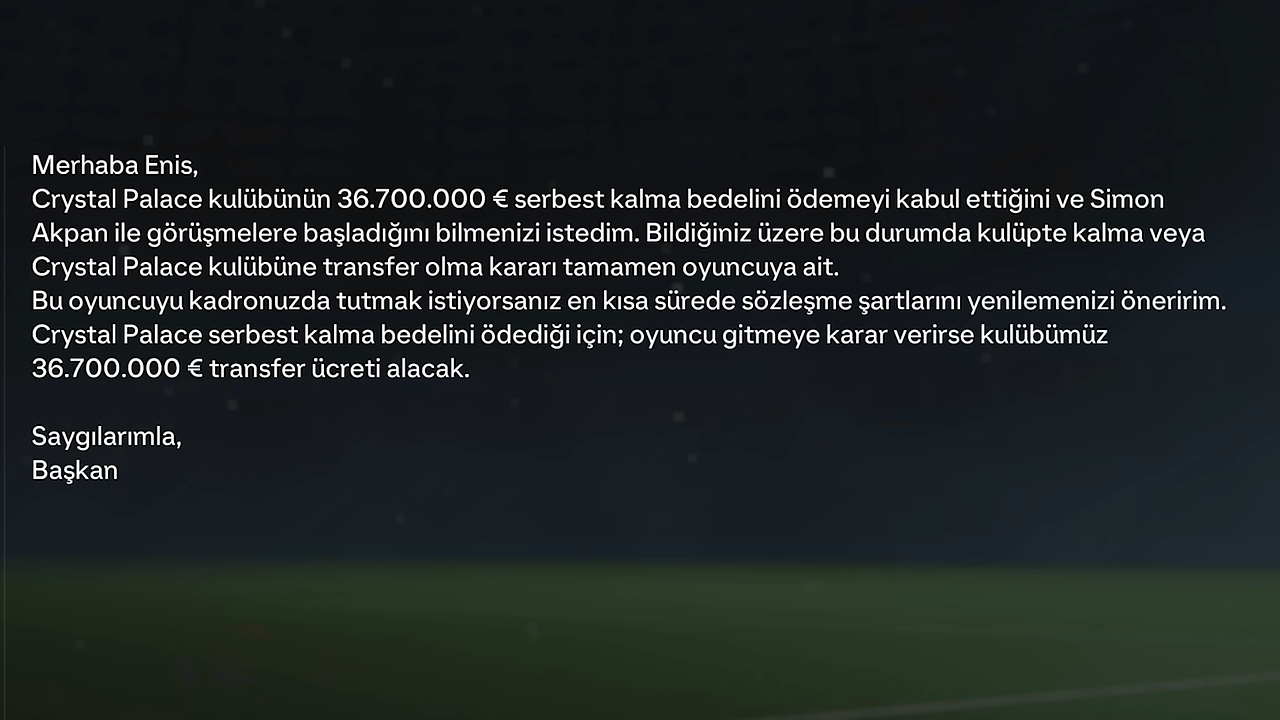 Merhaba Enis,
Crystal Palace kulübünün 36.700.000 € serbest kalma bedelini ödemeyi kabul ettiğini ve Simon
Akpan ile görüşmelere başladığını bilmenizi istedim. Bildiğiniz üzere bu durumda kulüpte kalma veya
Crystal Palace kulübüne transfer olma kararı tamamen oyuncuya ait.
Bu oyuncuyu kadronuzda tutmak istiyorsanız en kısa sürede sözleşme şartlarını yenilemenizi öneririm.
Crystal Palace serbest kalma bedelini ödediği için; oyuncu gitmeye karar verirse kulübümüz
36.700.000 € transfer ücreti alacak.
Saygılarımla,
Başkan